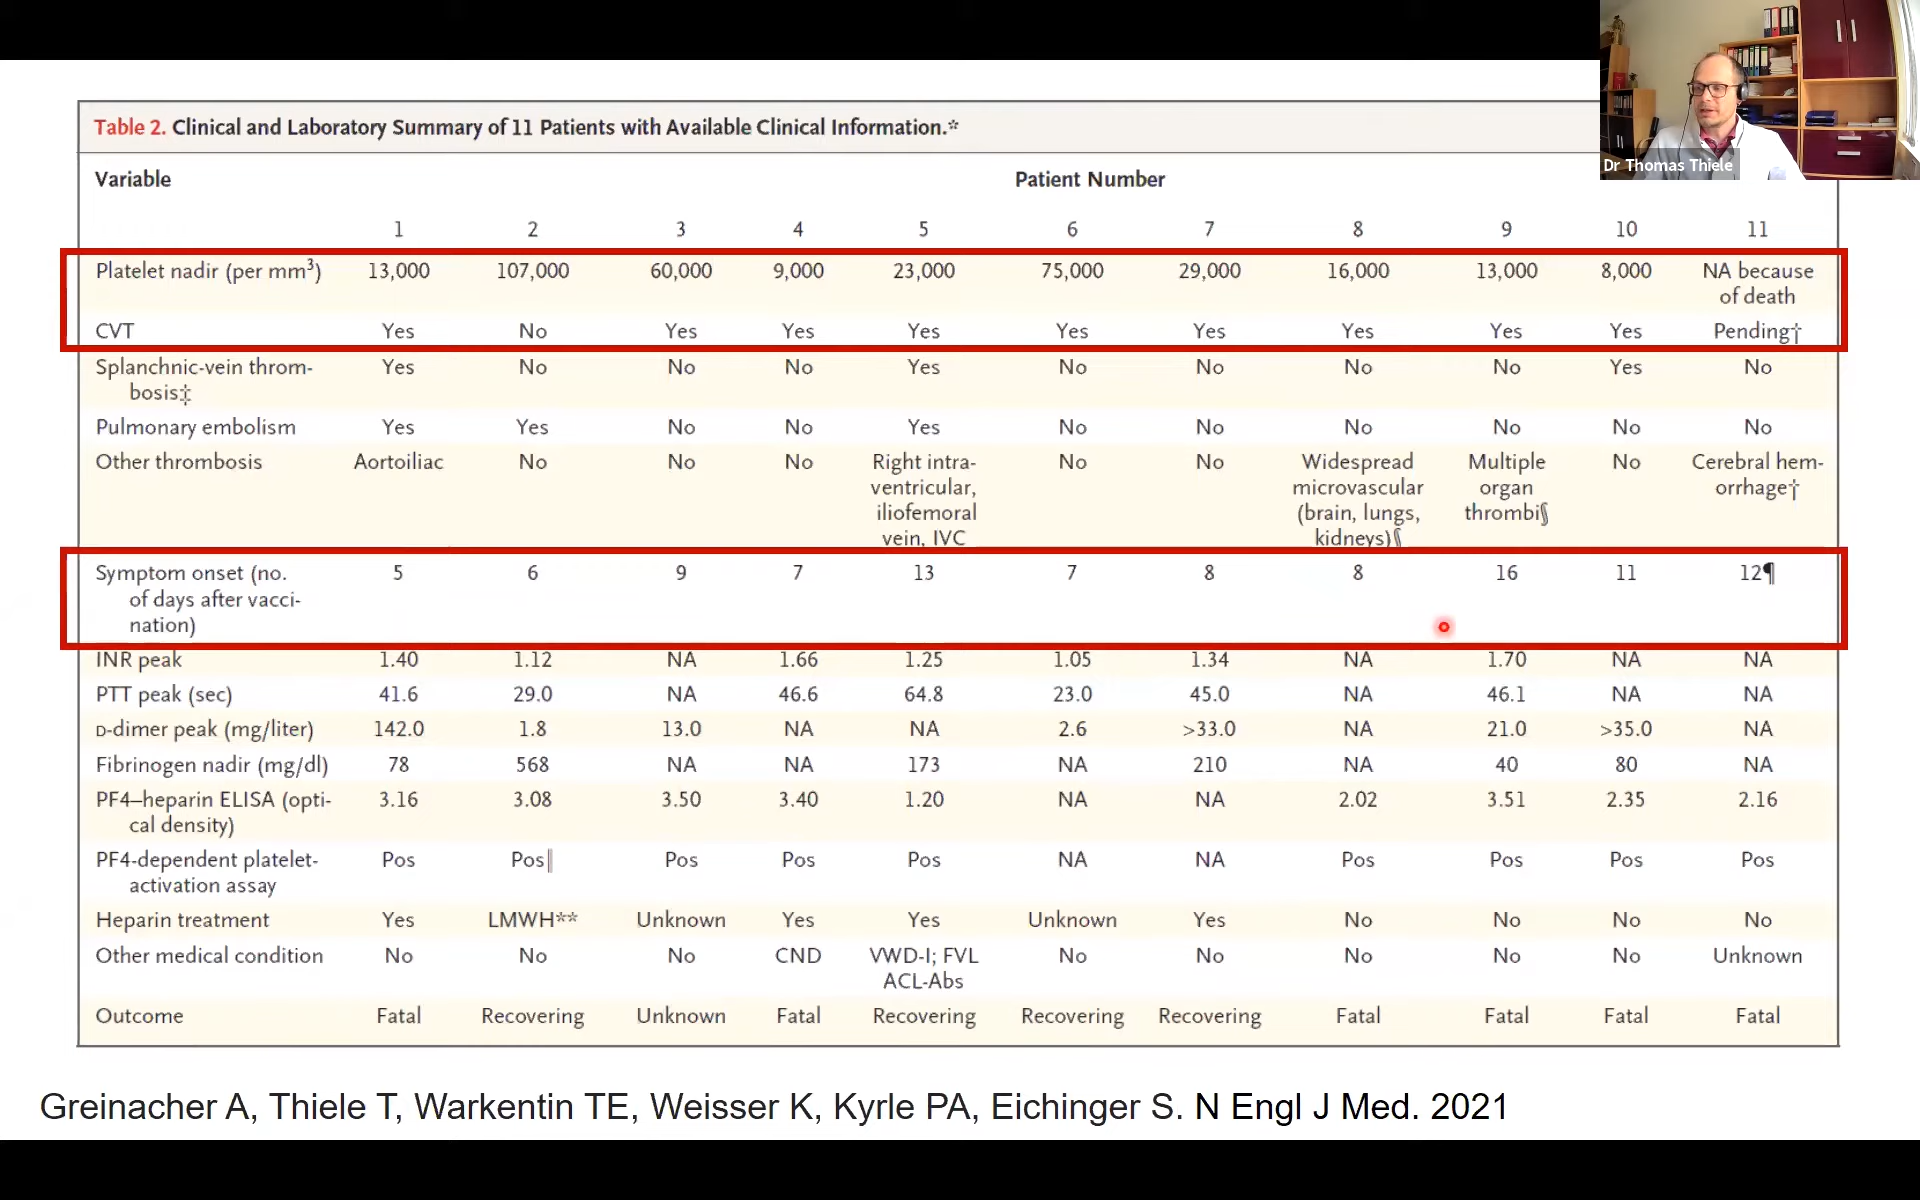 Dr Thomas Thiele
Table 2. Clinical and Laboratory Summary of 11 Patients with Available Clinical Information.*
Variable Patient Number
1 2 3 4 5 6 7 8 9 10 11
Platelet nadir (per mm³) 13,000 107,000 60,000 9,000 23,000 75,000 29,000 16,000 13,000 8,000 NA because
of death
CVT Yes No Yes Yes Yes Yes Yes Yes Yes Yes Pending†
Splanchnic-vein throm- Yes No No No Yes No No No No Yes No
bosis‡
Pulmonary embolism Yes Yes No No Yes No No No No No No
Other thrombosis Aortoiliac No No No Right intra- No No Widespread Multiple No Cerebral hem-
ventricular, microvascular organ orrhage†
iliofemoral (brain, lungs, thrombi§
vein, IVC kidneys)§
Symptom onset (no. 5 6 9 7 13 7 8 8 16 11 12¶
of days after vacci-
nation)
INR peak 1.40 1.12 NA 1.66 1.25 1.05 1.34 NA 1.70 NA NA
PTT peak (sec) 41.6 29.0 NA 46.6 64.8 23.0 45.0 NA 46.1 NA NA
D-dimer peak (mg/liter) 142.0 1.8 13.0 NA NA 2.6 >33.0 NA 21.0 >35.0 NA
Fibrinogen nadir (mg/dl) 78 568 NA NA 173 NA 210 NA 40 80 NA
PF4–heparin ELISA (opti- 3.16 3.08 3.50 3.40 1.20 NA NA 2.02 3.51 2.35 2.16
cal density)
PF4-dependent platelet- Pos Pos‖ Pos Pos Pos NA NA Pos Pos Pos Pos
activation assay
Heparin treatment Yes LMWH** Unknown Yes Yes Unknown Yes No No No No
Other medical condition No No No CND VWD-I; FVL No No No No No Unknown
ACL-Abs
Outcome Fatal Recovering Unknown Fatal Recovering Recovering Recovering Fatal Fatal Fatal Fatal
Greinacher A, Thiele T, Warkentin TE, Weisser K, Kyrle PA, Eichinger S. N Engl J Med. 2021